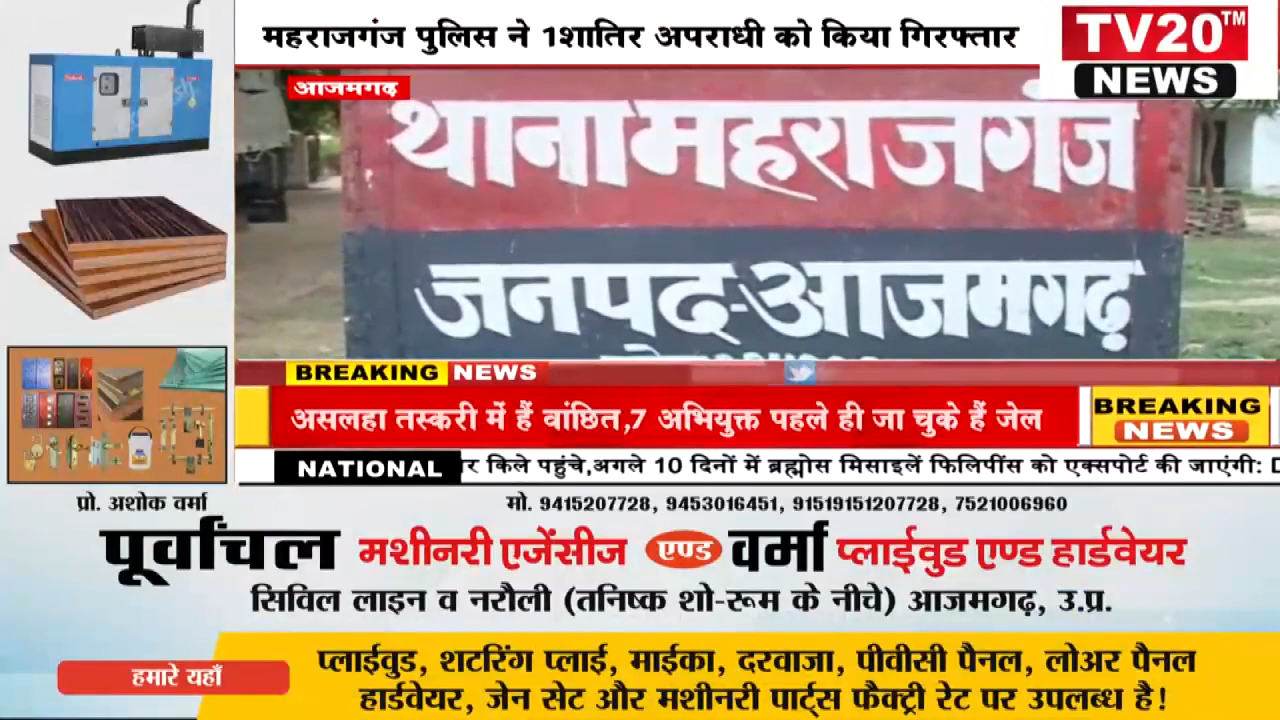 महराजगंज पुलिस ने 1शातिर अपराधी को किया गिरफ्तार
TV20™
NEWS
आजमगढ़
थाना महराजगंज
जनपद-आजमगढ़
BREAKING NEWS
असलहा तस्करी में हैं वांछित,7 अभियुक्त पहले ही जा चुके हैं जेल
BREAKING
NEWS
NATIONAL
र किले पहुंचे,अगले 10 दिनों में ब्रह्मोस मिसाइलें फिलिपींस को एक्सपोर्ट की जाएंगी:
प्रो. अशोक वर्मा
मो. 9415207728, 9453016451, 91519151207728, 7521006960
पूर्वांचल मशीनरी एजेंसीज एण्ड वर्मा प्लाईवुड एण्ड हार्डवेयर
सिविल लाइन व नरौली (तनिष्क शो-रूम के नीचे) आजमगढ़, उ.प्र.
हमारे यहाँ
प्लाईवुड, शटरिंग प्लाई, माईका, दरवाजा, पीवीसी पैनल, लोअर पैनल
हार्डवेयर, जेन सेट और मशीनरी पार्ट्स फैक्ट्री रेट पर उपलब्ध है!